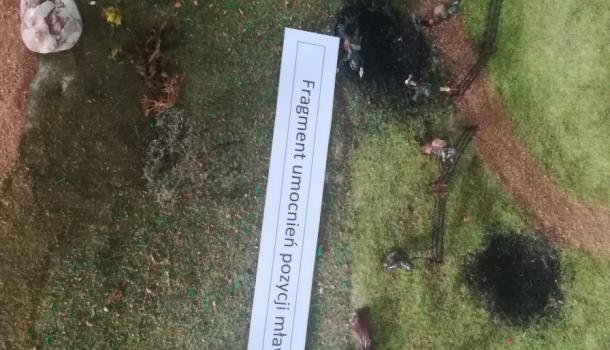 Fragment umocnień pozycji